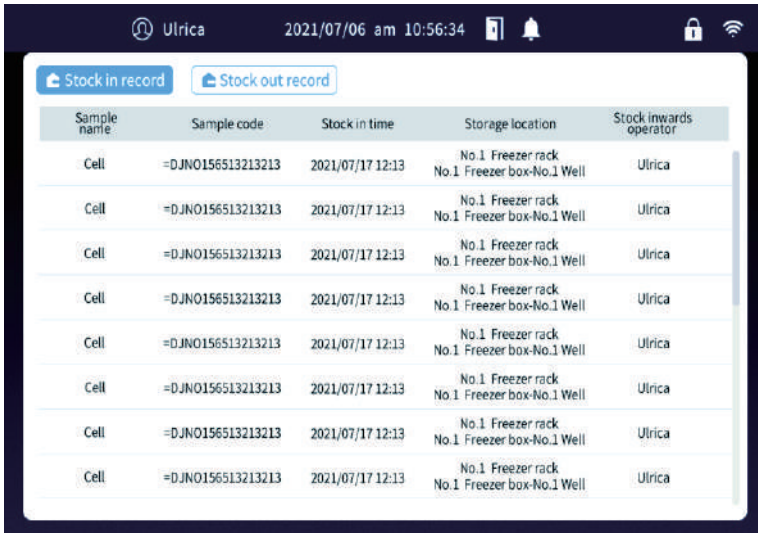 Ulrica 2021/07/06 am 10:56:34
Stock in record Stock out record
Sample name Sample code Stock in time Storage location Stock inwards operator
Cell =DJNO156513213213 2021/07/17 12:13 No.1 Freezer rack No.1 Freezer box-No.1 Well Ulrica
Cell =DJNO156513213213 2021/07/17 12:13 No.1 Freezer rack No.1 Freezer box-No.1 Well Ulrica
Cell =DJNO156513213213 2021/07/17 12:13 No.1 Freezer rack No.1 Freezer box-No.1 Well Ulrica
Cell =DJNO156513213213 2021/07/17 12:13 No.1 Freezer rack No.1 Freezer box-No.1 Well Ulrica
Cell =DJNO156513213213 2021/07/17 12:13 No.1 Freezer rack No.1 Freezer box-No.1 Well Ulrica
Cell =DJNO156513213213 2021/07/17 12:13 No.1 Freezer rack No.1 Freezer box-No.1 Well Ulrica
Cell =DJNO156513213213 2021/07/17 12:13 No.1 Freezer rack No.1 Freezer box-No.1 Well Ulrica
Cell =DJNO156513213213 2021/07/17 12:13 No.1 Freezer rack No.1 Freezer box-No.1 Well Ulrica